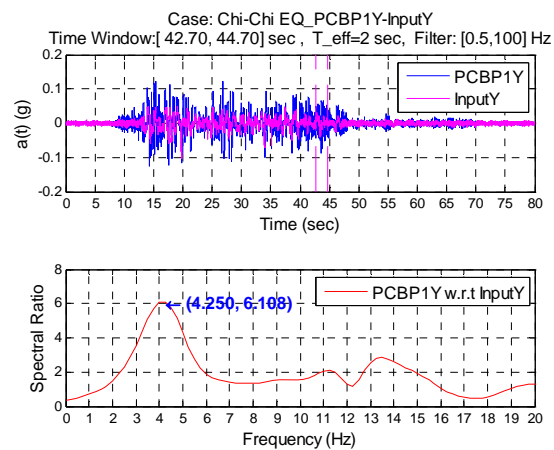 Case: Chi-Chi EQ_PCBP1Y-InputY
Time Window:[ 42.70, 44.70] sec , T_eff=2 sec, Filter: [0.5,100] Hz
0.2
0.1
0
-0.1
-0.2
a(t) (g)
PCBP1Y
InputY
0 5 10 15 20 25 30 35 40 45 50 55 60 65 70 75 80
Time (sec)
8
6
4
2
0
Spectral Ratio
← (4.250, 6.108)
PCBP1Y w.r.t InputY
0 1 2 3 4 5 6 7 8 9 10 11 12 13 14 15 16 17 18 19 20
Frequency (Hz)